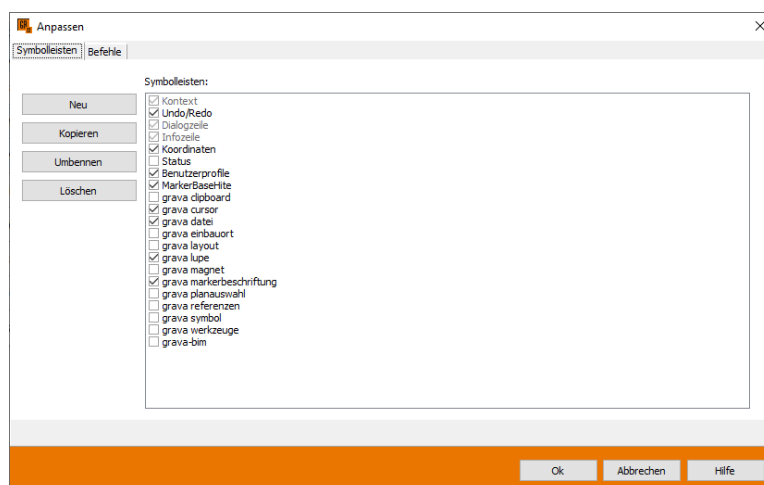 Anpassen
Symbolleisten Befehle
Symbolleisten:
Neu
Kopieren
Umbennen
Löschen
Kontext
Undo/Redo
Dialogzeile
Infozeile
Koordinaten
Status
Benutzerprofile
MarkerBaseHite
grava clipboard
grava cursor
grava datei
grava einbauort
grava layout
grava lupe
grava magnet
grava markerbeschriftung
grava planauswahl
grava referenzen
grava symbol
grava werkzeuge
grava-bim
Ok Abbrechen Hilfe